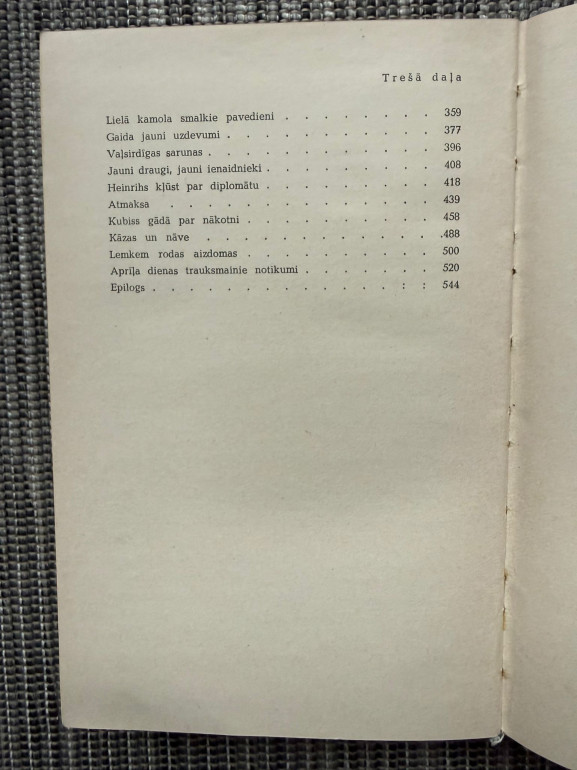 Trešā daļa
Lielā kamola smalkie pavedieni . . . . . . . 359
Gaida jauni uzdevumi . . . . . . . . . 377
Vaļsirdīgas sarunas . . . . . . . . . . 396
Jauni draugi, jauni ienaidnieki . . . . . . . 408
Heinrihs kļūst par diplomātu . . . . . . . 418
Atmaksa . . . . . . . . . . . 439
Kubiss gādā par nākotni . . . . . . . . 458
Kāzas un nāve . . . . . . . . . .488
Lemkem rodas aizdomas . . . . . . . . 500
Aprīļa dienas trauksmainie notikumi . . . . . . 520
Epilogs . . . . . . . . . . : : 544